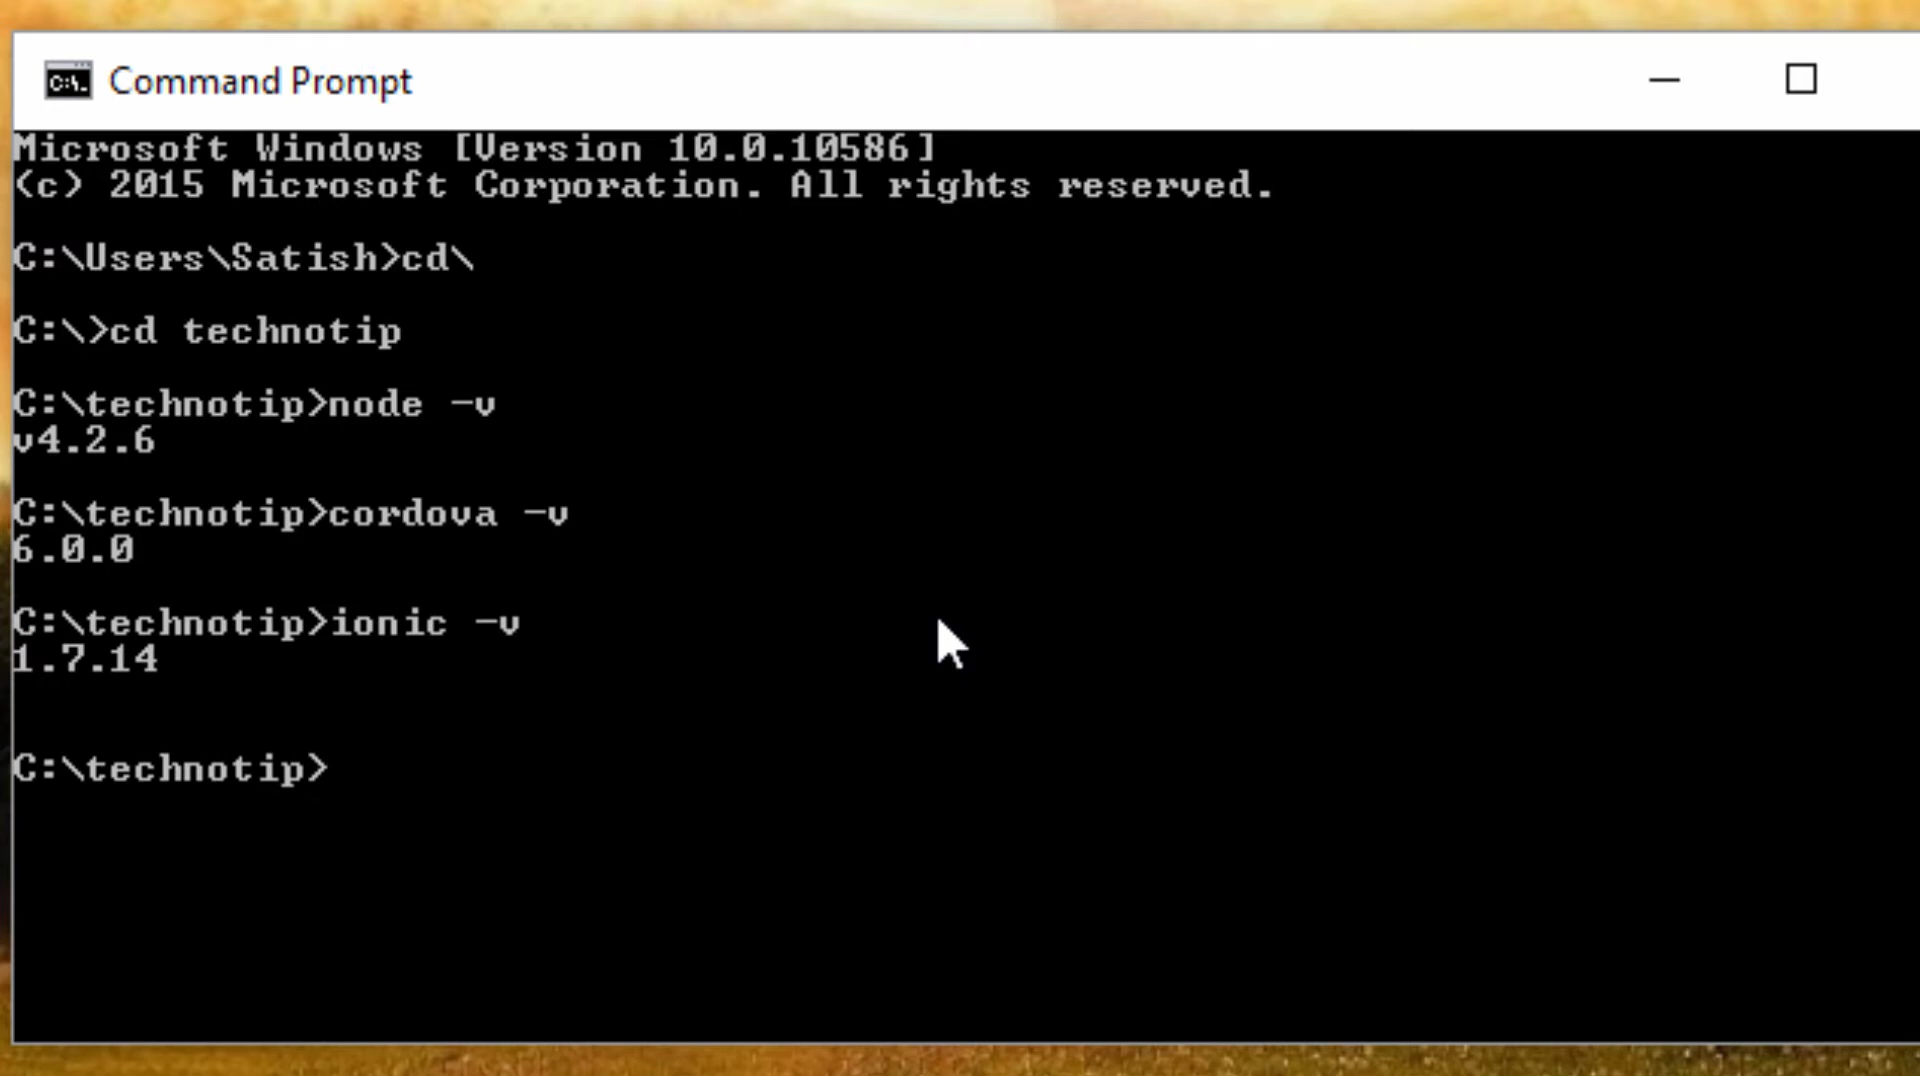 Command Prompt
Microsoft Windows [Version 10.0.10586]
(c) 2015 Microsoft Corporation. All rights reserved.
C:\Users\Satish>cd\
C:\>cd technotip
C:\technotip>node -v
v4.2.6
C:\technotip>cordova -v
6.0.0
C:\technotip>ionic -v
1.7.14
C:\technotip>